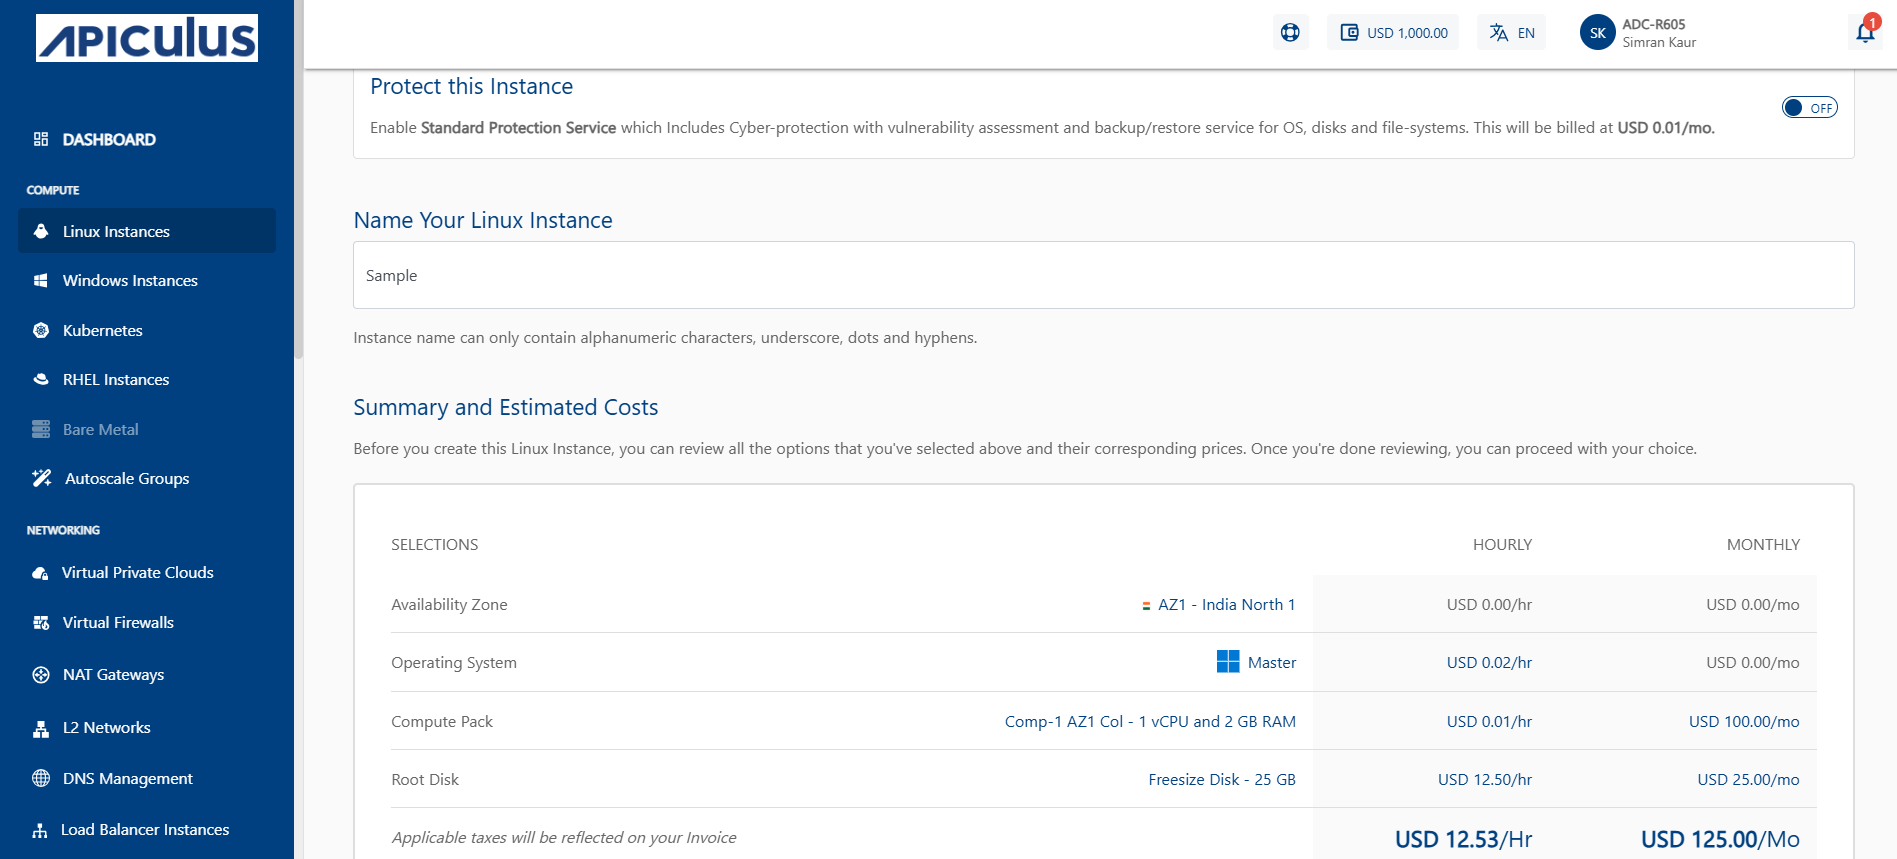 APICULUS
USD 1,000.00
EN
SK
ADC-R605
Simran Kaur
1
DASHBOARD
COMPUTE
Linux Instances
Windows Instances
Kubernetes
RHEL Instances
Bare Metal
Autoscale Groups
NETWORKING
Virtual Private Clouds
Virtual Firewalls
NAT Gateways
L2 Networks
DNS Management
Load Balancer Instances
Protect this Instance
OFF
Enable Standard Protection Service which Includes Cyber-protection with vulnerability assessment and backup/restore service for OS, disks and file-systems. This will be billed at USD 0.01/mo.
Name Your Linux Instance
Sample
Instance name can only contain alphanumeric characters, underscore, dots and hyphens.
Summary and Estimated Costs
Before you create this Linux Instance, you can review all the options that you've selected above and their corresponding prices. Once you're done reviewing, you can proceed with your choice.
SELECTIONS HOURLY MONTHLY
Availability Zone AZ1 - India North 1 USD 0.00/hr USD 0.00/mo
Operating System Master USD 0.02/hr USD 0.00/mo
Compute Pack Comp-1 AZ1 Col - 1 vCPU and 2 GB RAM USD 0.01/hr USD 100.00/mo
Root Disk Freesize Disk - 25 GB USD 12.50/hr USD 25.00/mo
Applicable taxes will be reflected on your Invoice USD 12.53/Hr USD 125.00/Mo